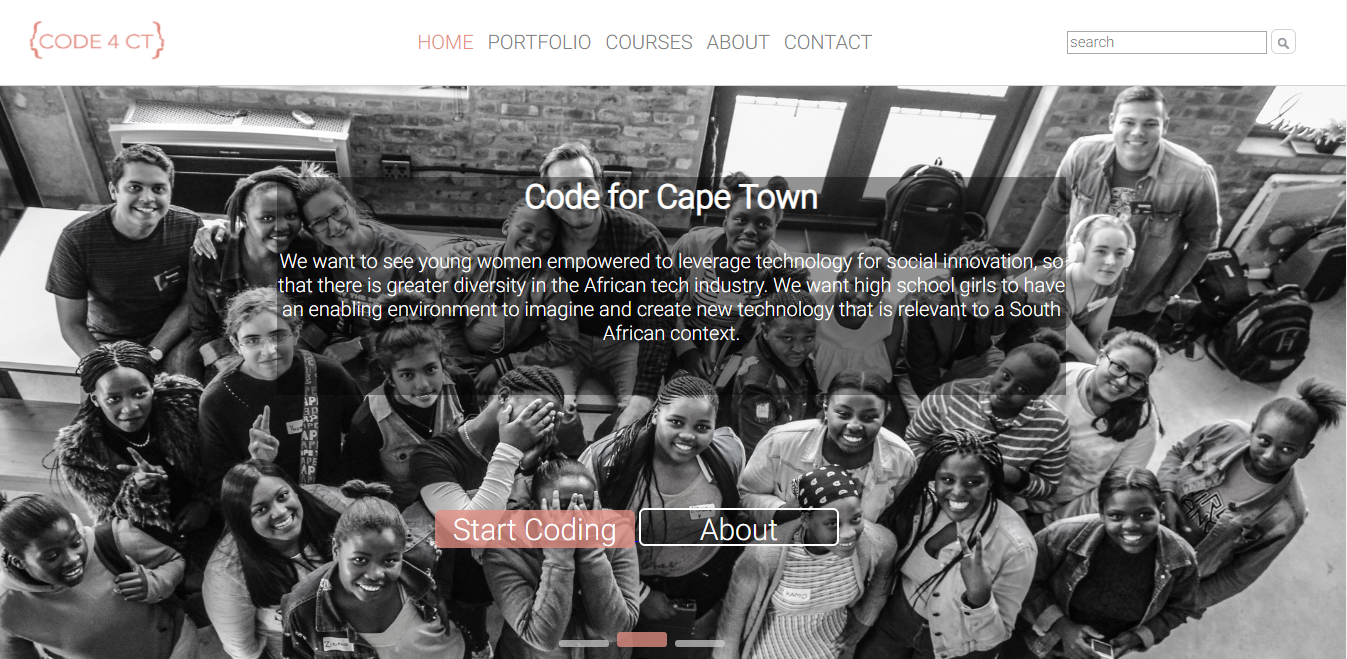 {CODE 4 CT}
HOME PORTFOLIO COURSES ABOUT CONTACT
search
Code for Cape Town
We want to see young women empowered to leverage technology for social innovation, so
that there is greater diversity in the African tech industry. We want high school girls to have
an enabling environment to imagine and create new technology that is relevant to a South
African context.
Start Coding
About